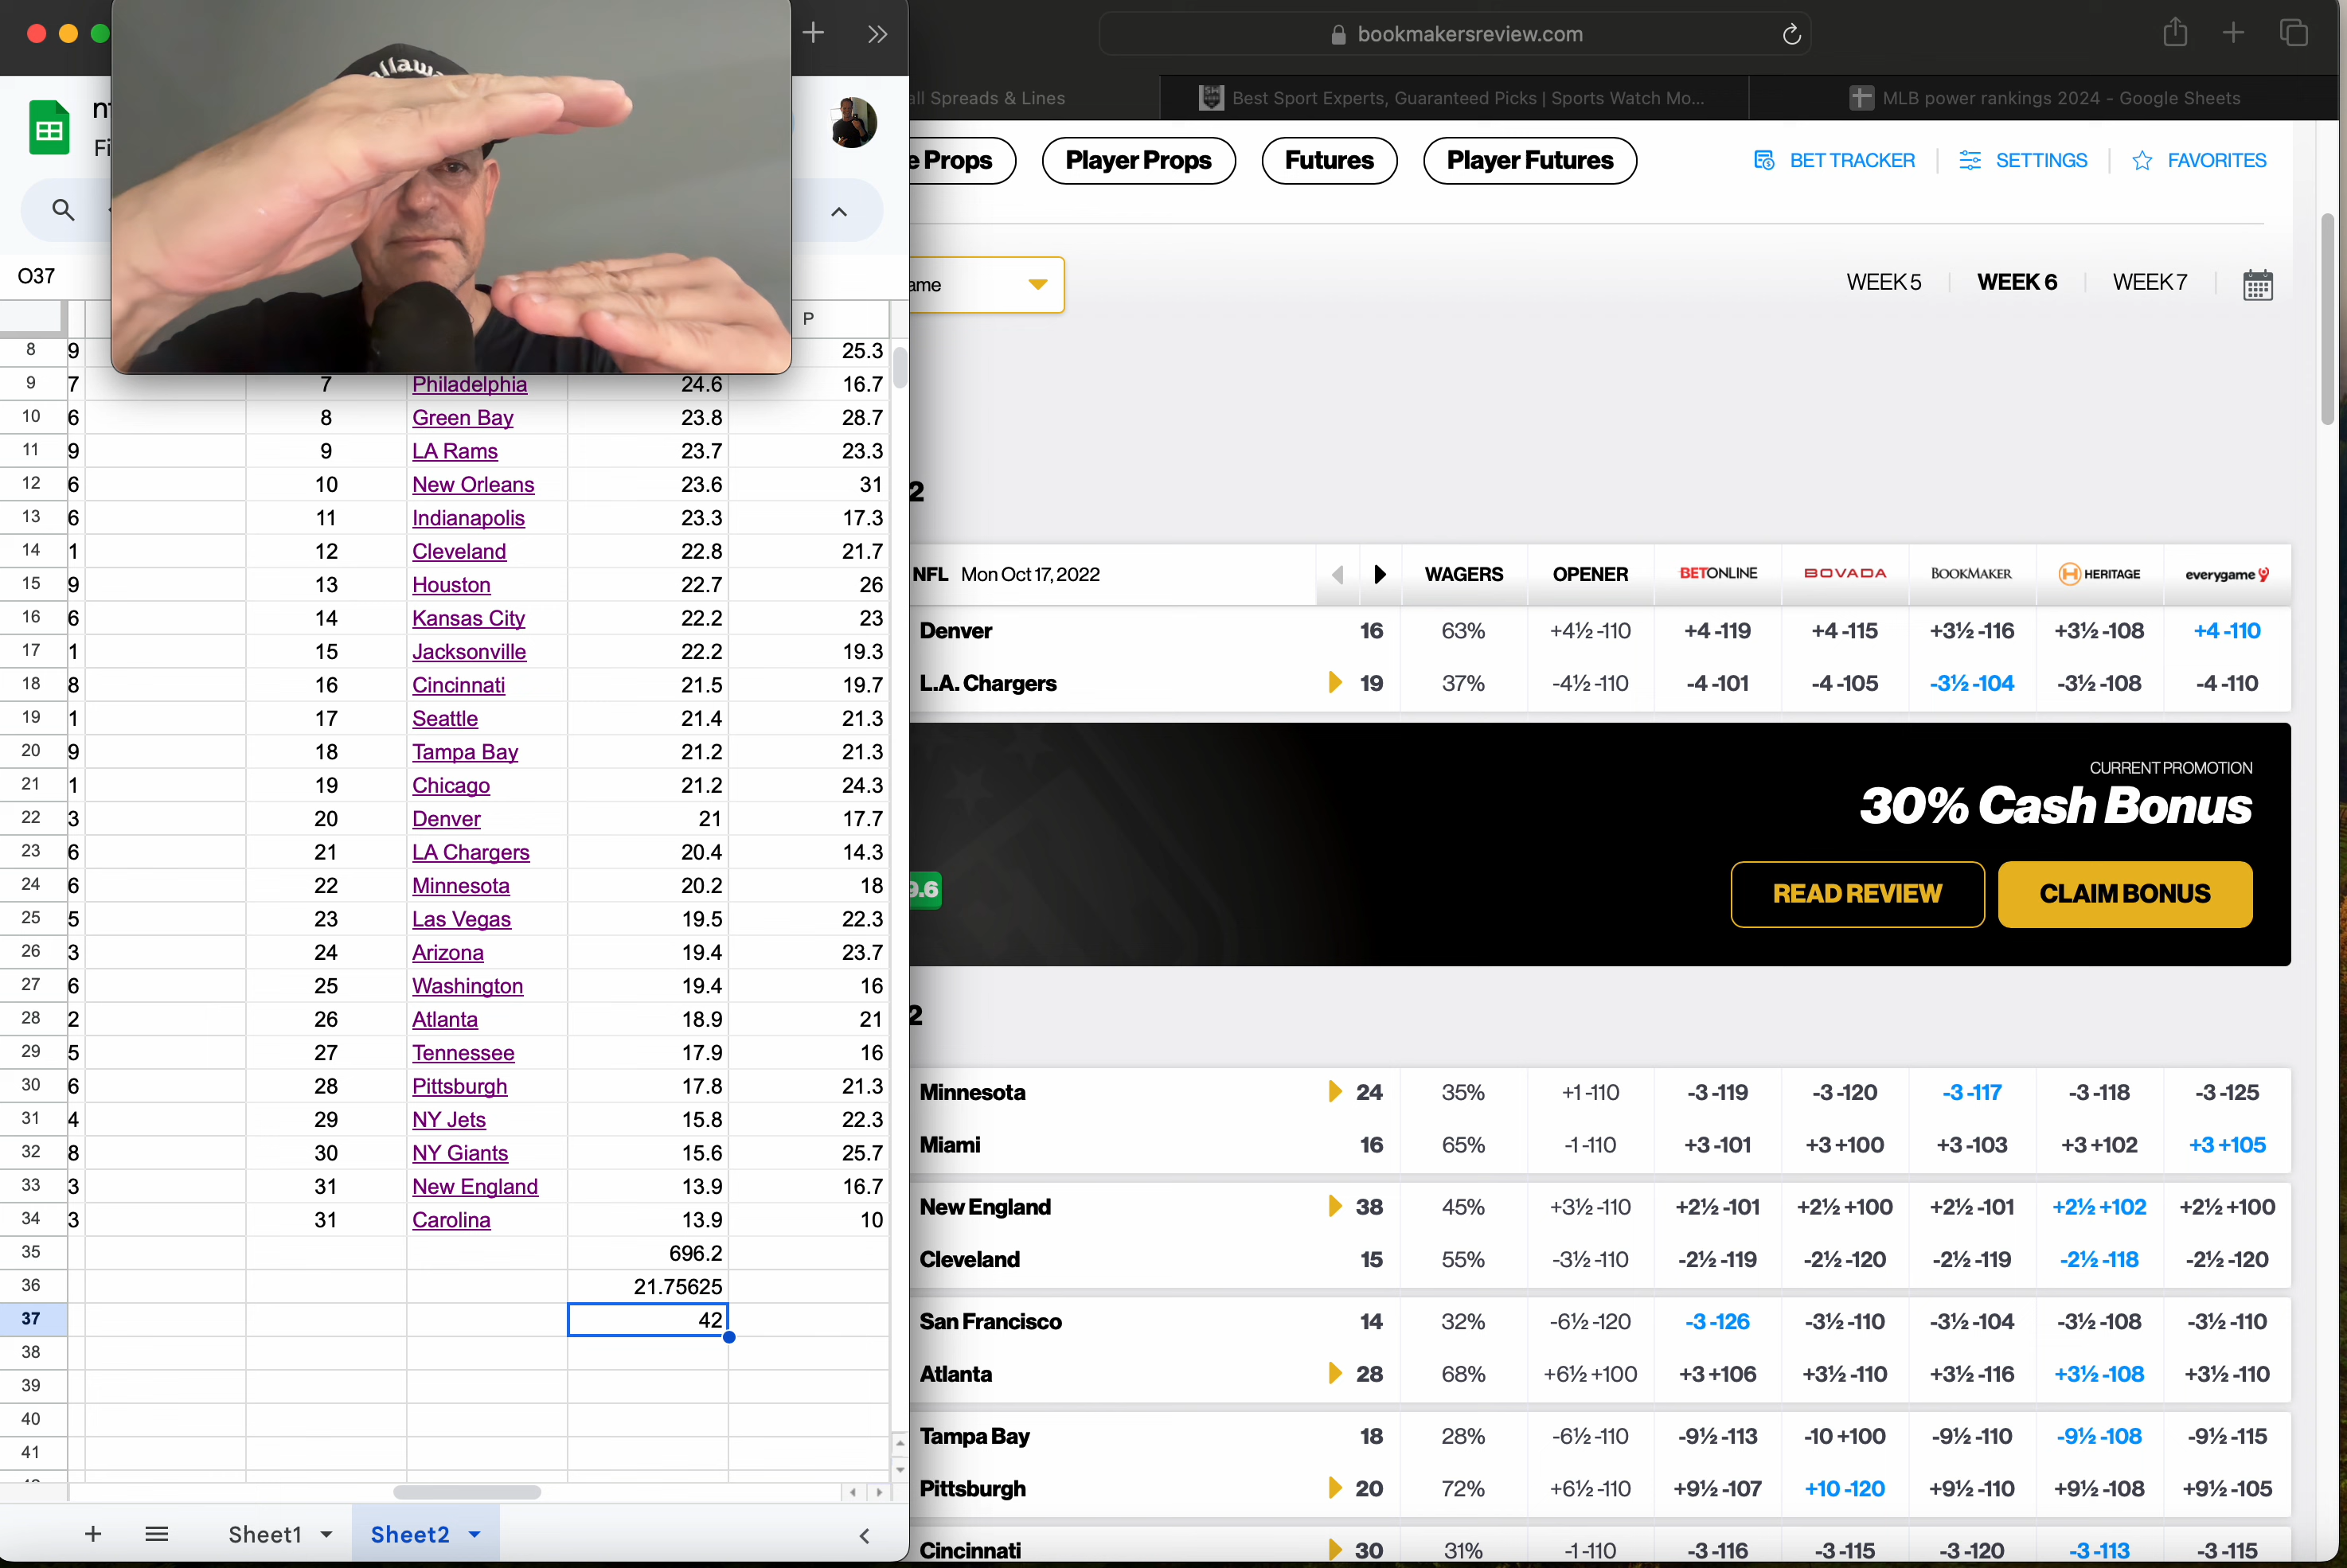 allaw
bookmakersreview.com
all Spreads & Lines
Best Sport Experts, Guaranteed Picks | Sports Watch Mo...
MLB power rankings 2024 - Google Sheets
e Props Player Props Futures Player Futures
BET TRACKER SETTINGS FAVORITES
O37
ame
WEEK 5 WEEK 6 WEEK 7
P
8 9 25.3
9 7 7 Philadelphia 24.6 16.7
10 6 8 Green Bay 23.8 28.7
11 9 9 LA Rams 23.7 23.3
12 6 10 New Orleans 23.6 31
13 6 11 Indianapolis 23.3 17.3
14 1 12 Cleveland 22.8 21.7
15 9 13 Houston 22.7 26
16 6 14 Kansas City 22.2 23
17 1 15 Jacksonville 22.2 19.3
18 8 16 Cincinnati 21.5 19.7
19 1 17 Seattle 21.4 21.3
20 9 18 Tampa Bay 21.2 21.3
21 1 19 Chicago 21.2 24.3
22 3 20 Denver 21 17.7
23 6 21 LA Chargers 20.4 14.3
24 6 22 Minnesota 20.2 18
25 5 23 Las Vegas 19.5 22.3
26 3 24 Arizona 19.4 23.7
27 6 25 Washington 19.4 16
28 2 26 Atlanta 18.9 21
29 5 27 Tennessee 17.9 16
30 6 28 Pittsburgh 17.8 21.3
31 4 29 NY Jets 15.8 22.3
32 8 30 NY Giants 15.6 25.7
33 3 31 New England 13.9 16.7
34 3 31 Carolina 13.9 10
35 696.2
36 21.75625
37 42
38
39
40
41
Sheet1 Sheet2
2
NFL Mon Oct 17, 2022 WAGERS OPENER BETONLINE BOVADA BOOKMAKER HERITAGE everygame
Denver 16 63% +4½ -110 +4 -119 +4 -115 +3½ -116 +3½ -108 +4 -110
L.A. Chargers 19 37% -4½ -110 -4 -101 -4 -105 -3½ -104 -3½ -108 -4 -110
CURRENT PROMOTION
30% Cash Bonus
9.6 READ REVIEW CLAIM BONUS
2
Minnesota 24 35% +1 -110 -3 -119 -3 -120 -3 -117 -3 -118 -3 -125
Miami 16 65% -1 -110 +3 -101 +3 +100 +3 -103 +3 +102 +3 +105
New England 38 45% +3½ -110 +2½ -101 +2½ +100 +2½ -101 +2½ +102 +2½ +100
Cleveland 15 55% -3½ -110 -2½ -119 -2½ -120 -2½ -119 -2½ -118 -2½ -120
San Francisco 14 32% -6½ -120 -3 -126 -3½ -110 -3½ -104 -3½ -108 -3½ -110
Atlanta 28 68% +6½ +100 +3 +106 +3½ -110 +3½ -116 +3½ -108 +3½ -110
Tampa Bay 18 28% -6½ -110 -9½ -113 -10 +100 -9½ -110 -9½ -108 -9½ -115
Pittsburgh 20 72% +6½ -110 +9½ -107 +10 -120 +9½ -110 +9½ -108 +9½ -105
Cincinnati 30 31% -1 -110 -3 -116 -3 -115 -3 -120 -3 -113 -3 -115